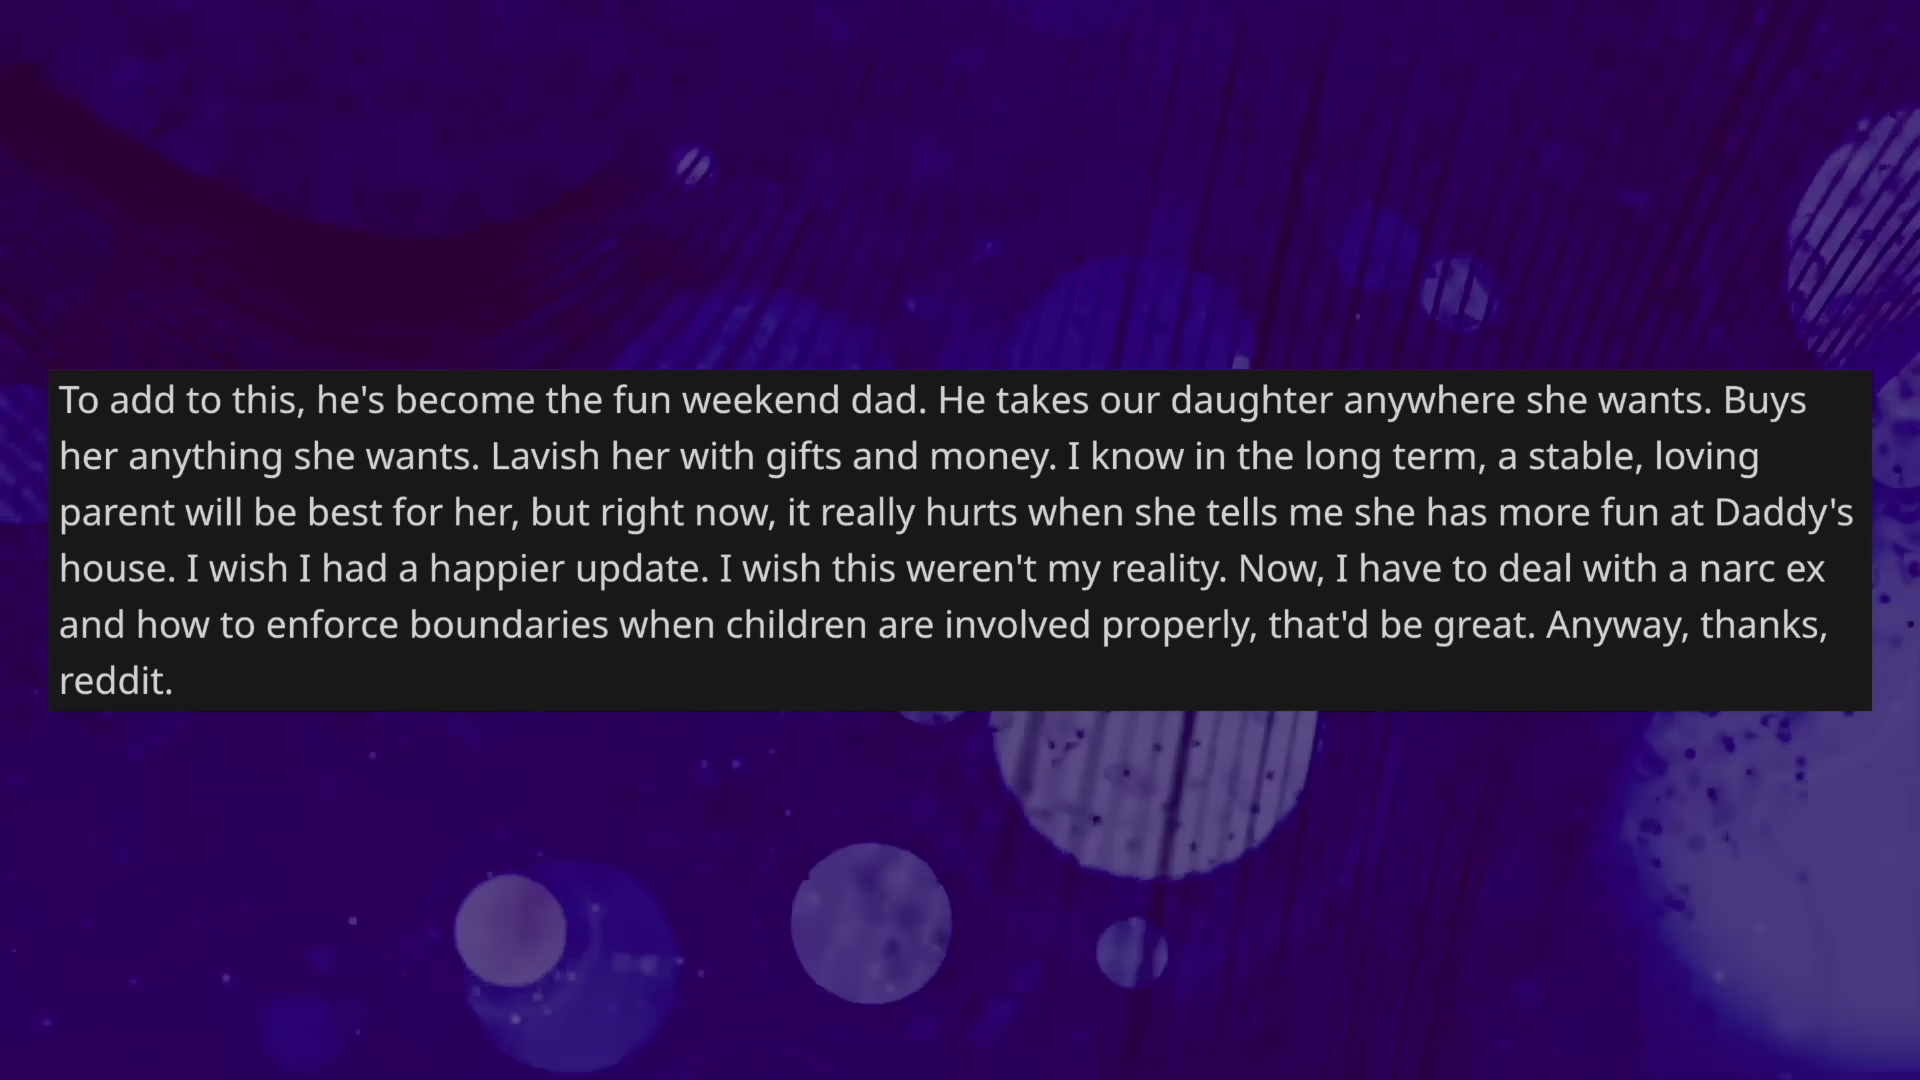 To add to this, he's become the fun weekend dad. He takes our daughter anywhere she wants. Buys
her anything she wants. Lavish her with gifts and money. I know in the long term, a stable, loving
parent will be best for her, but right now, it really hurts when she tells me she has more fun at Daddy's
house. I wish I had a happier update. I wish this weren't my reality. Now, I have to deal with a narc ex
and how to enforce boundaries when children are involved properly, that'd be great. Anyway, thanks,
reddit.